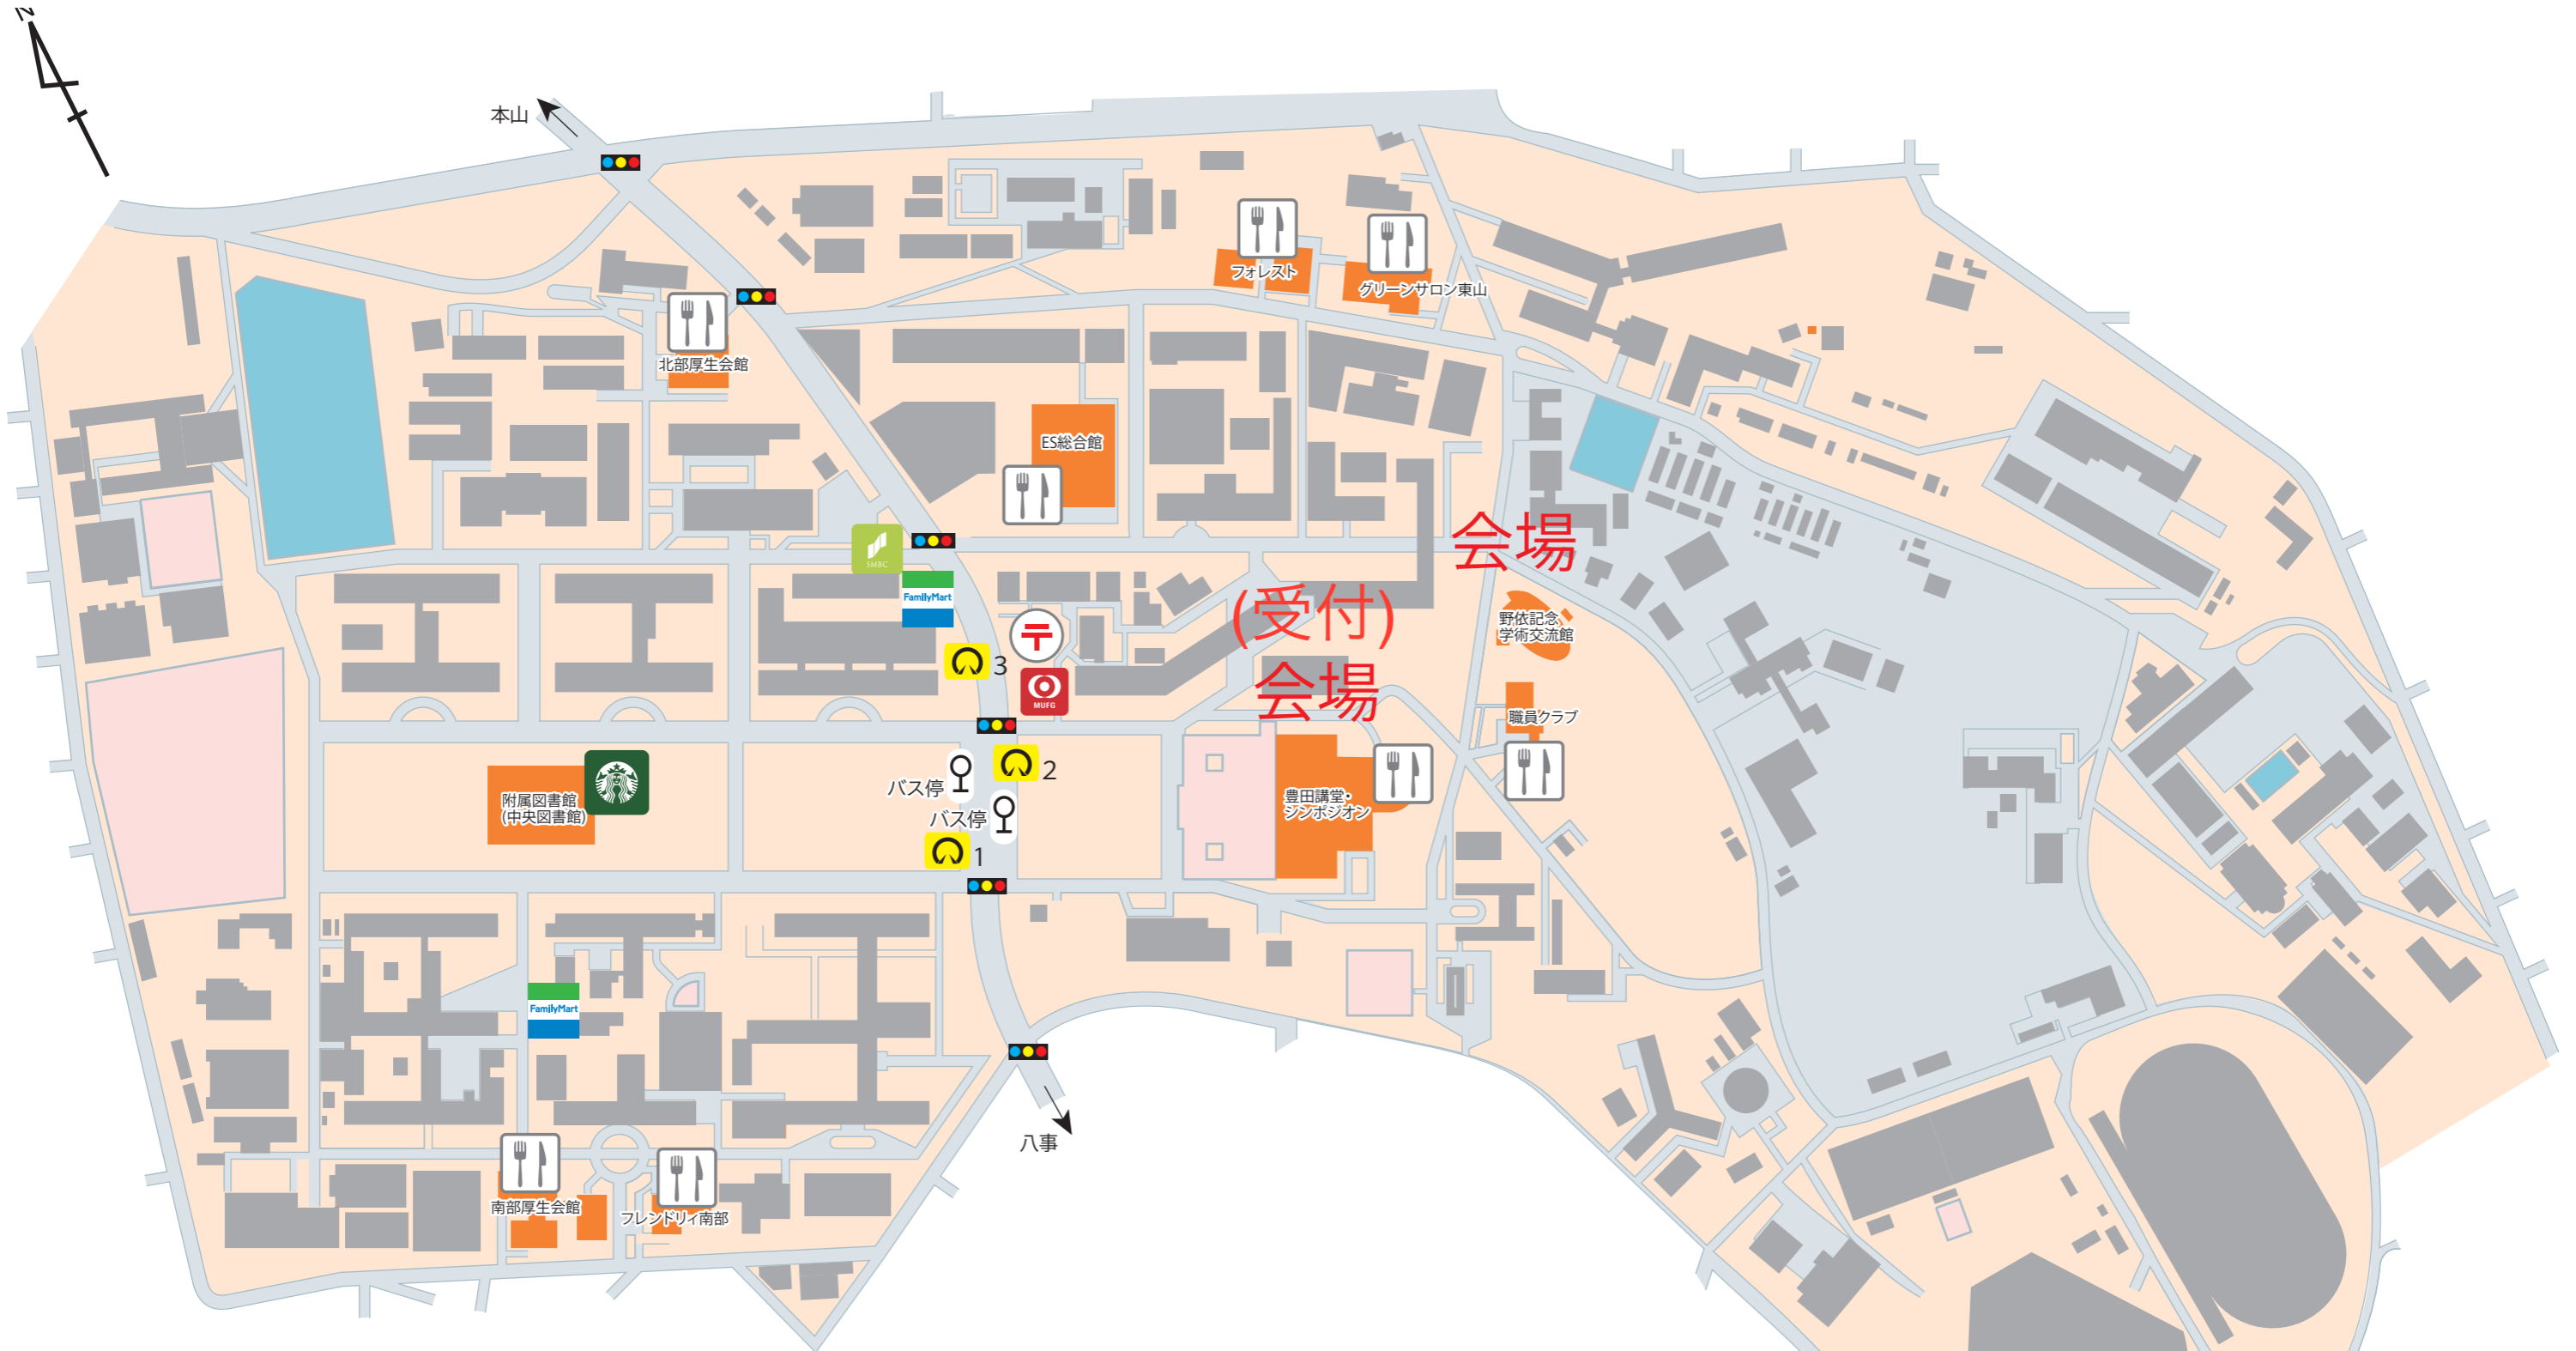 N
本山
フォレスト
グリーンサロン東山
北部厚生会館
ES総合館
会場
SMBC
FamilyMart
(受付)
会場
野依記念
学術交流館
3
MUFG
職員クラブ
2
バス停
バス停
附属図書館
(中央図書館)
豊田講堂・
シンポジオン
1
FamilyMart
八事
南部厚生会館
フレンドリィ南部